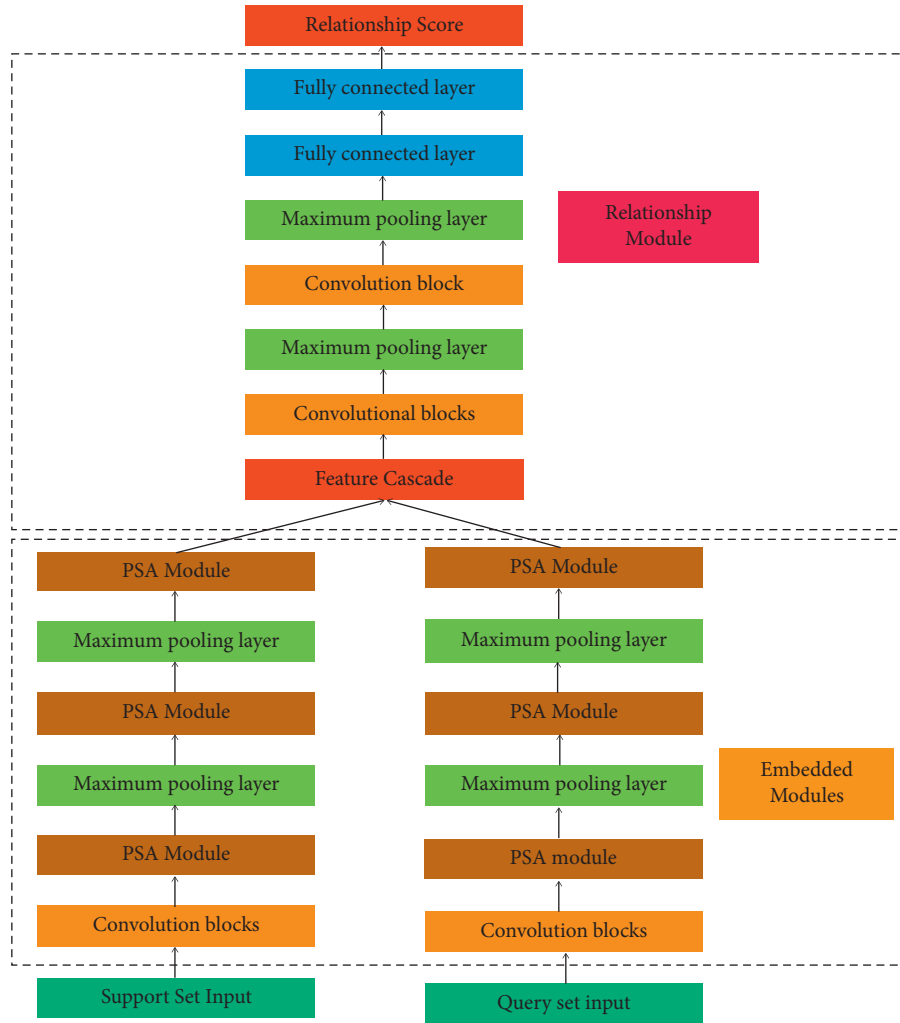 Relationship Score
Fully connected layer
Fully connected layer
Maximum pooling layer
Relationship
Module
Convolution block
Maximum pooling layer
Convolutional blocks
Feature Cascade
PSA Module
PSA Module
Maximum pooling layer
Maximum pooling layer
PSA Module
PSA Module
Maximum pooling layer
Maximum pooling layer
Embedded
Modules
PSA Module
PSA module
Convolution blocks
Convolution blocks
Support Set Input
Query set input